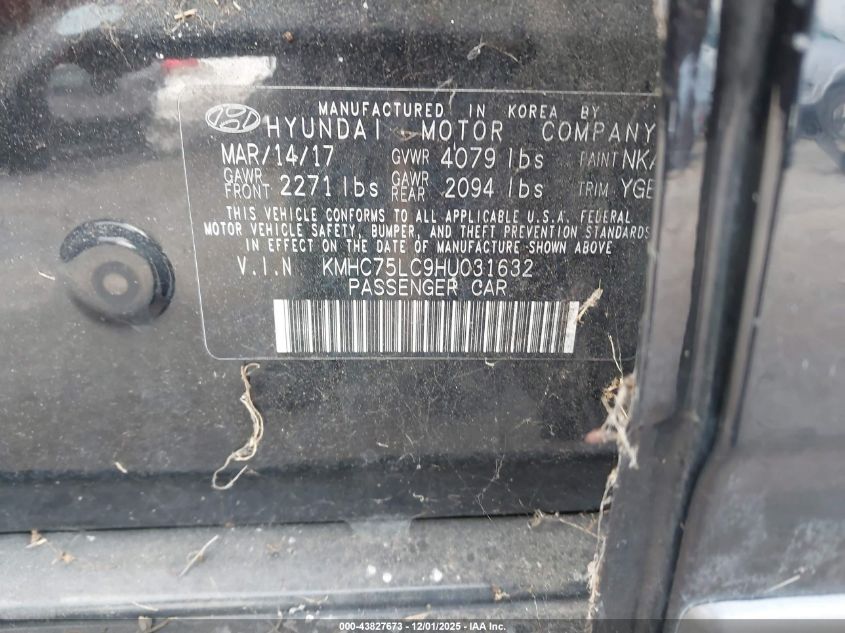 MANUFACTURED IN KOREA BY
HYUNDAI MOTOR COMPANY
MAR/14/17 GVWR 4079 lbs PAINT NKA
GAWR FRONT 2271 lbs GAWR REAR 2094 lbs TRIM YGE
THIS VEHICLE CONFORMS TO ALL APPLICABLE U.S.A. FEDERAL
MOTOR VEHICLE SAFETY, BUMPER, AND THEFT PREVENTION STANDARDS
IN EFFECT ON THE DATE OF MANUFACTURE SHOWN ABOVE
V.I.N KMHC75LC9HU031632
PASSENGER CAR
000-43827673 - 12/01/2025 - IAA Inc.